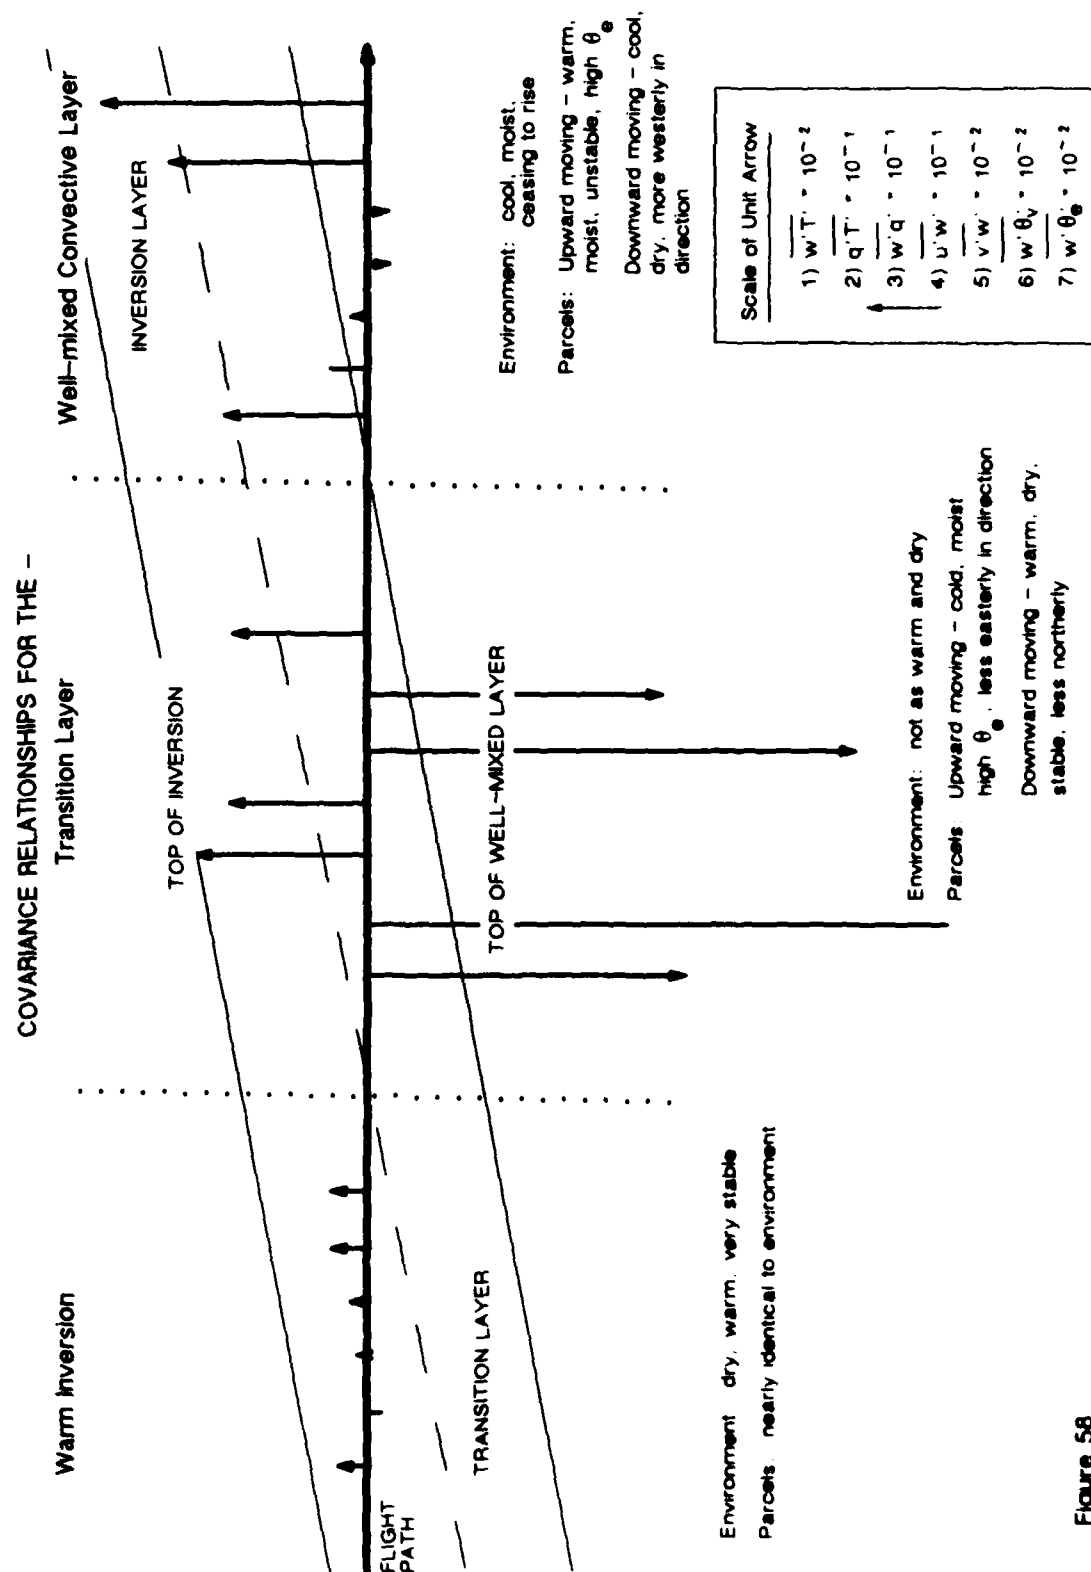 COVARIANCE RELATIONSHIPS FOR THE -
Warm Inversion
Transition Layer
Well-mixed Convective Layer
TOP OF INVERSION
INVERSION LAYER
FLIGHT
PATH
TRANSITION LAYER
TOP OF WELL-MIXED LAYER
Environment dry, warm, very stable
Parcels. nearly identical to environment
Environment: not as warm and dry
Parcels: Upward moving - cold, moist
high θe, less easterly in direction
Downward moving - warm, dry,
stable, less northerly
Environment: cool, moist,
ceasing to rise
Parcels: Upward moving - warm,
moist, unstable, high θe
Downward moving - cool,
dry, more westerly in
direction
Scale of Unit Arrow
1) w'T' * 10⁻²
2) q'T' * 10⁻¹
3) w'q' * 10⁻¹
4) u'w' * 10⁻¹
5) v'w' * 10⁻²
6) w'θv' * 10⁻²
7) w'θe' * 10⁻²
Figure 58